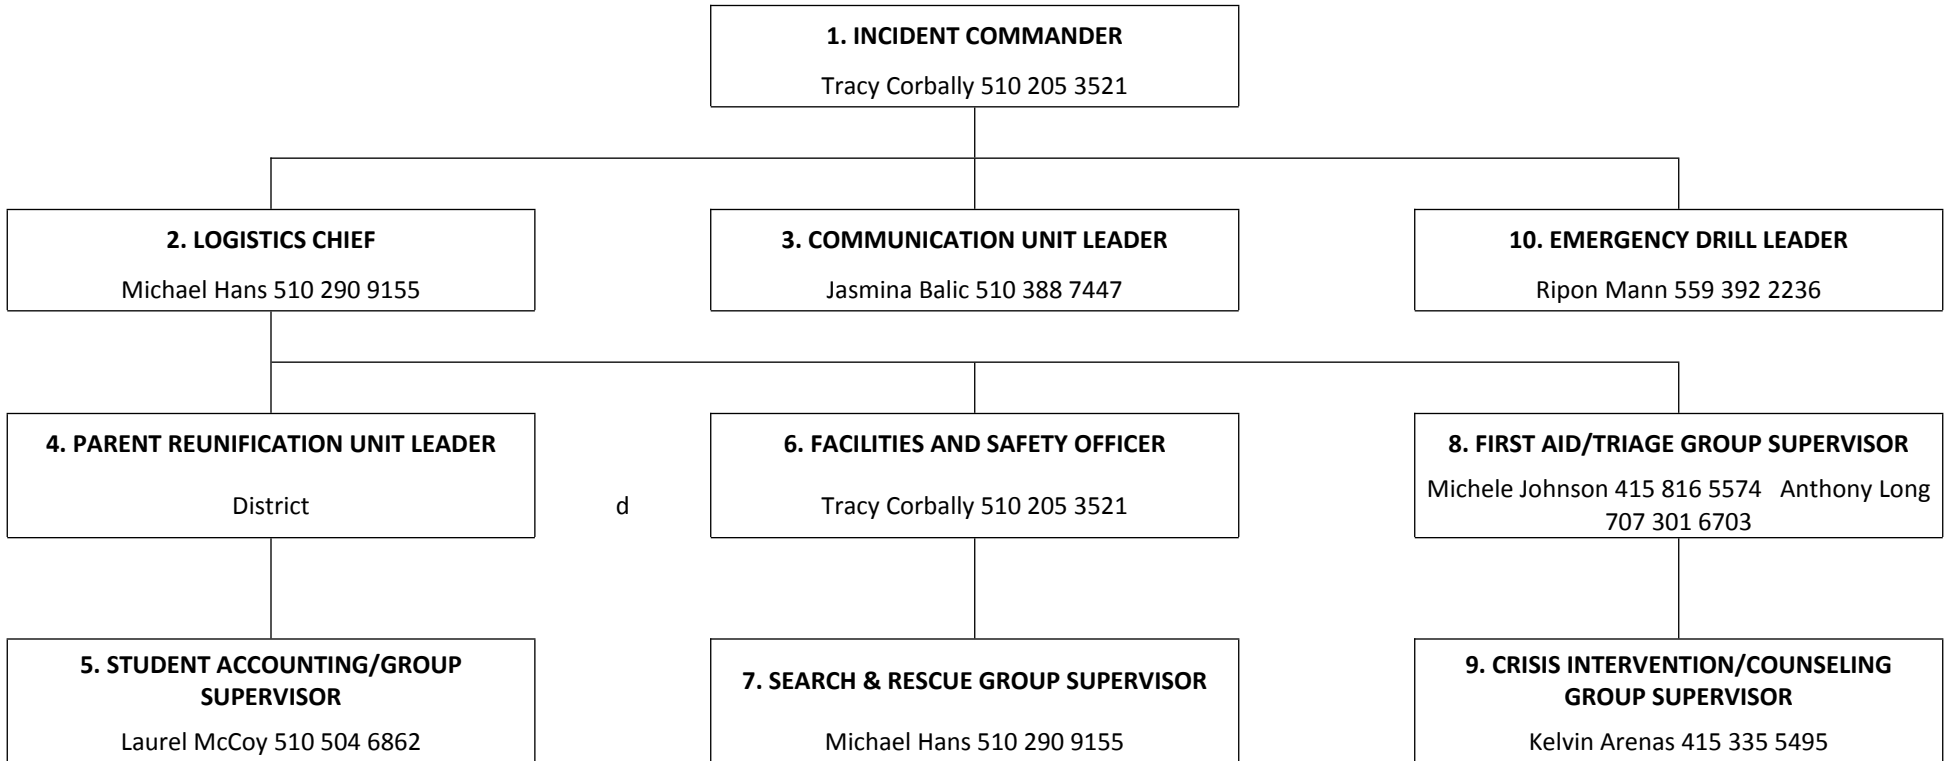 1. INCIDENT COMMANDER
Tracy Corbally 510 205 3521
2. LOGISTICS CHIEF
Michael Hans 510 290 9155
3. COMMUNICATION UNIT LEADER
Jasmina Balic 510 388 7447
10. EMERGENCY DRILL LEADER
Ripon Mann 559 392 2236
4. PARENT REUNIFICATION UNIT LEADER
District
d
6. FACILITIES AND SAFETY OFFICER
Tracy Corbally 510 205 3521
8. FIRST AID/TRIAGE GROUP SUPERVISOR
Michele Johnson 415 816 5574   Anthony Long
707 301 6703
5. STUDENT ACCOUNTING/GROUP
SUPERVISOR
Laurel McCoy 510 504 6862
7. SEARCH & RESCUE GROUP SUPERVISOR
Michael Hans 510 290 9155
9. CRISIS INTERVENTION/COUNSELING
GROUP SUPERVISOR
Kelvin Arenas 415 335 5495